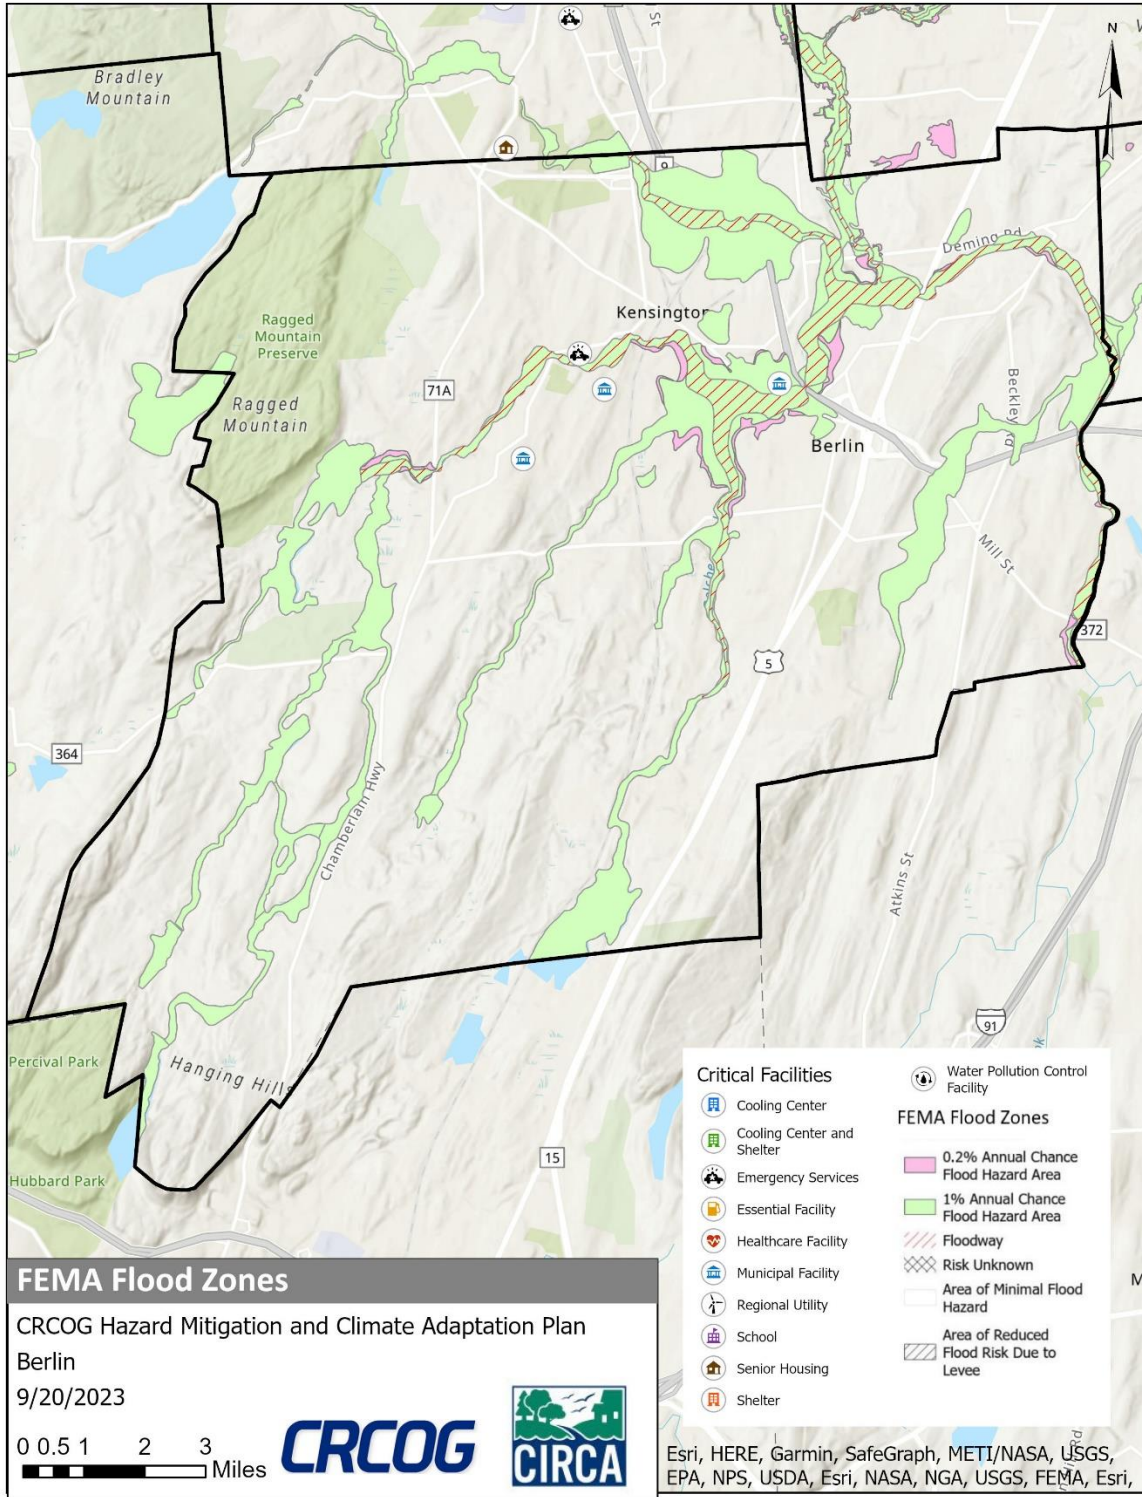 St
N
Bradley
Mountain
9
Deming Rd
Kensington
Ragged
Mountain
Preserve
71A
Ragged
Mountain
Beckley Rd
Berlin
Mill St
372
5
364
Chamberlain Hwy
Atkins St
91
Percival Park
Hanging Hills
Hubbard Park
15
Critical Facilities
Cooling Center
Cooling Center and
Shelter
Emergency Services
Essential Facility
Healthcare Facility
Municipal Facility
Regional Utility
School
Senior Housing
Shelter
Water Pollution Control
Facility
FEMA Flood Zones
0.2% Annual Chance
Flood Hazard Area
1% Annual Chance
Flood Hazard Area
Floodway
Risk Unknown
Area of Minimal Flood
Hazard
Area of Reduced
Flood Risk Due to
Levee
M
FEMA Flood Zones
CRCOG Hazard Mitigation and Climate Adaptation Plan
Berlin
9/20/2023
0 0.5 1 2 3
Miles
CRCOG
CIRCA
Esri, HERE, Garmin, SafeGraph, METI/NASA, USGS,
EPA, NPS, USDA, Esri, NASA, NGA, USGS, FEMA, Esri,